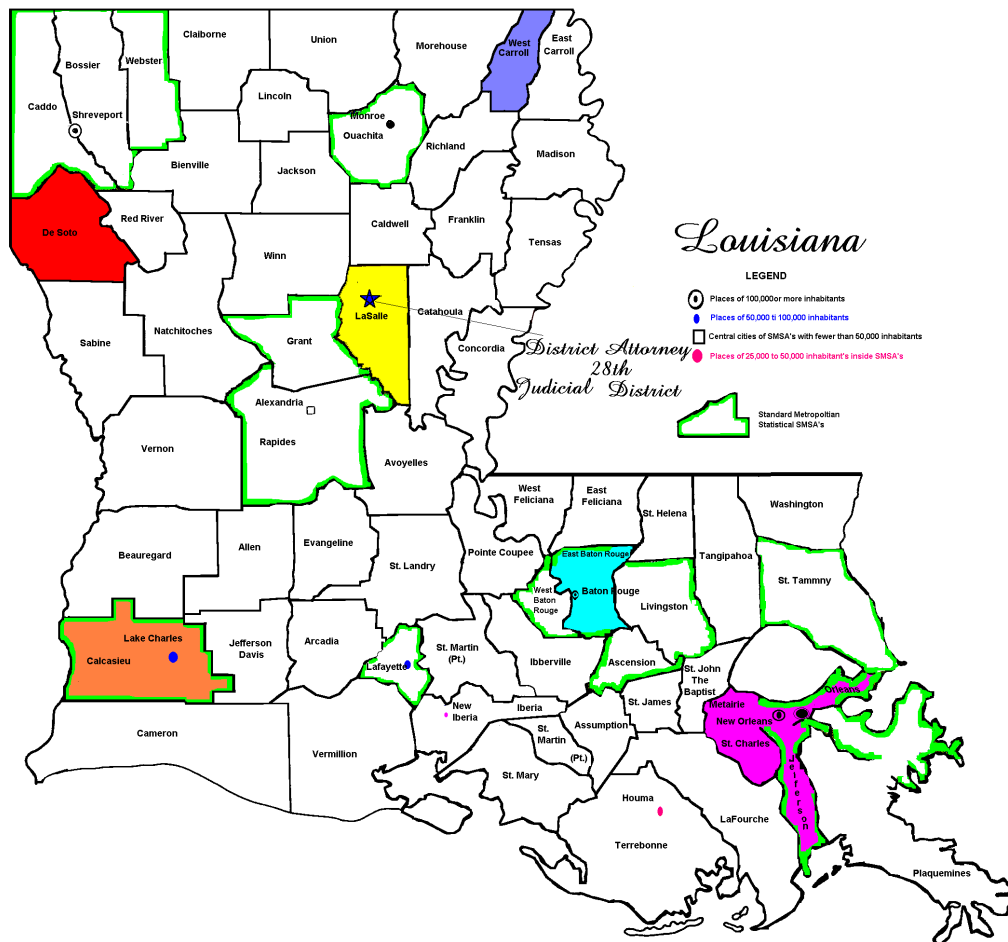 Claiborne
Union
Morehouse
West
Carroll
East
Carroll
Bossier
Webster
Caddo
Shreveport
Lincoln
Monroe
Ouachita
Richland
Madison
Bienville
Jackson
De Soto
Red River
Caldwell
Franklin
Tensas
Winn
Louisiana
LEGEND
Places of 100,000or more inhabitants
Places of 50,000 ti 100,000 inhabitants
Central cities of SMSA's with fewer than 50,000 inhabitants
Places of 25,000 to 50,000 inhabitant's inside SMSA's
Standard Metropoltian
Statistical SMSA's
Sabine
Natchitoches
Grant
LaSalle
Catahoula
Concordia
District Attorney
28th
Judicial District
Alexandria
Rapides
Vernon
Avoyelles
West
Feliciana
East
Feliciana
St. Helena
Washington
Beauregard
Allen
Evangeline
St. Landry
Pointe Coupee
East Baton Rouge
Tangipahoa
St. Tammny
West
Baton
Rouge
Baton Rouge
Livingston
Lake Charles
Calcasieu
Jefferson
Davis
Arcadia
Lafayette
St. Martin
(Pt.)
Ibberville
Ascension
St. John
The
Baptist
Orleans
Metairie
New Orleans
St. Charles
Jefferson
Cameron
Vermillion
New
Iberia
Iberia
St.
Martin
(Pt.)
Assumption
St. James
St. Mary
Houma
Terrebonne
LaFourche
Plaquemines